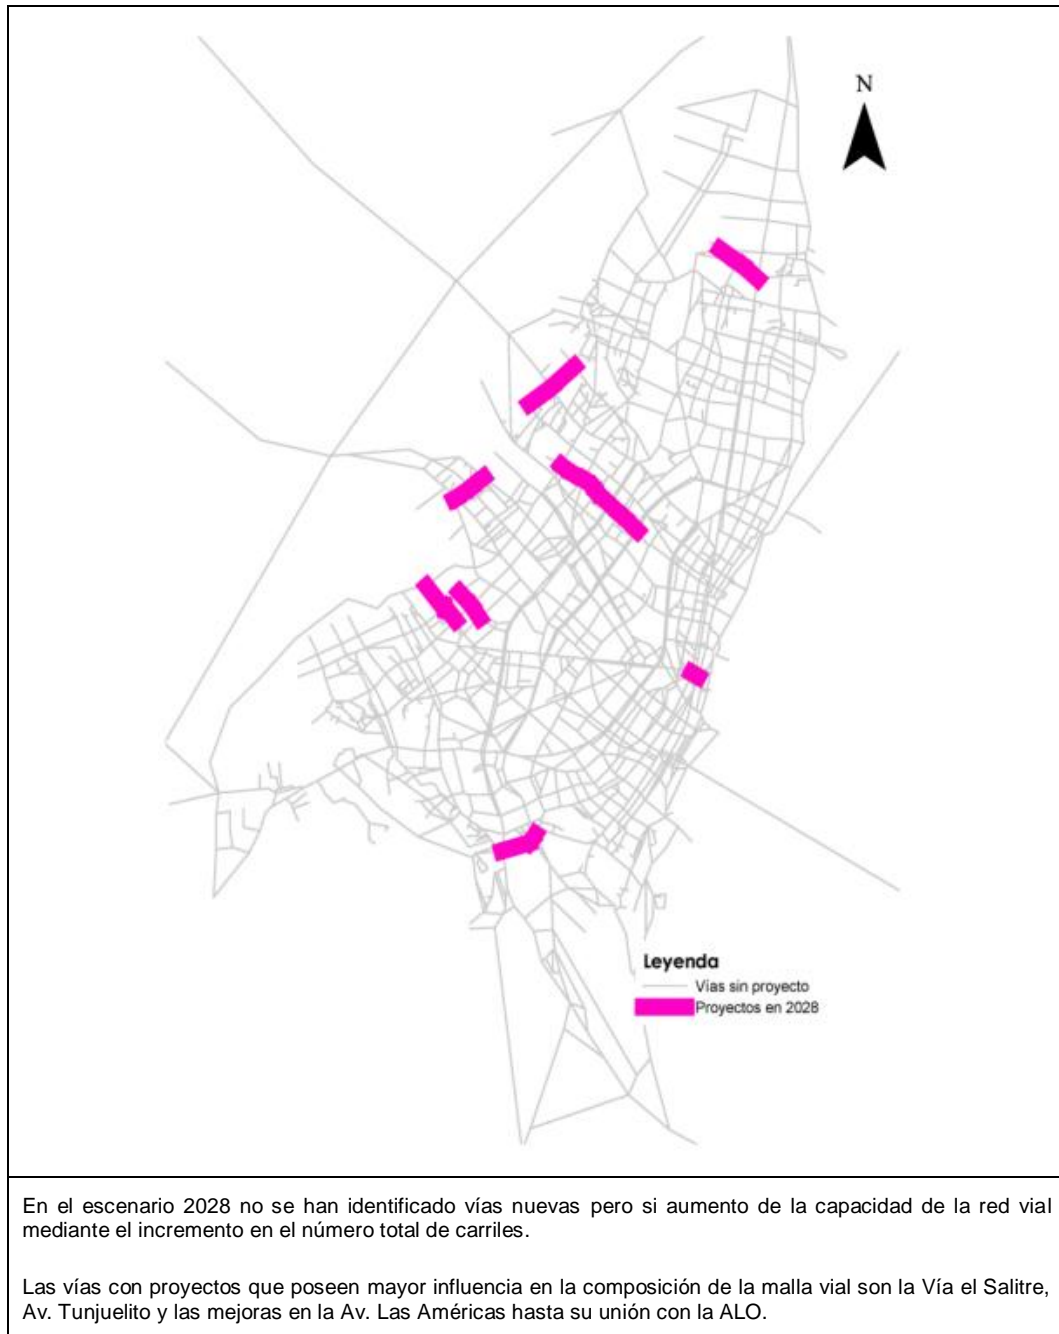 N
Leyenda
Vías sin proyecto
Proyectos en 2028
En el escenario 2028 no se han identificado vías nuevas pero si aumento de la capacidad de la red vial
mediante el incremento en el número total de carriles.
Las vías con proyectos que poseen mayor influencia en la composición de la malla vial son la Vía el Salitre,
Av. Tunjuelito y las mejoras en la Av. Las Américas hasta su unión con la ALO.